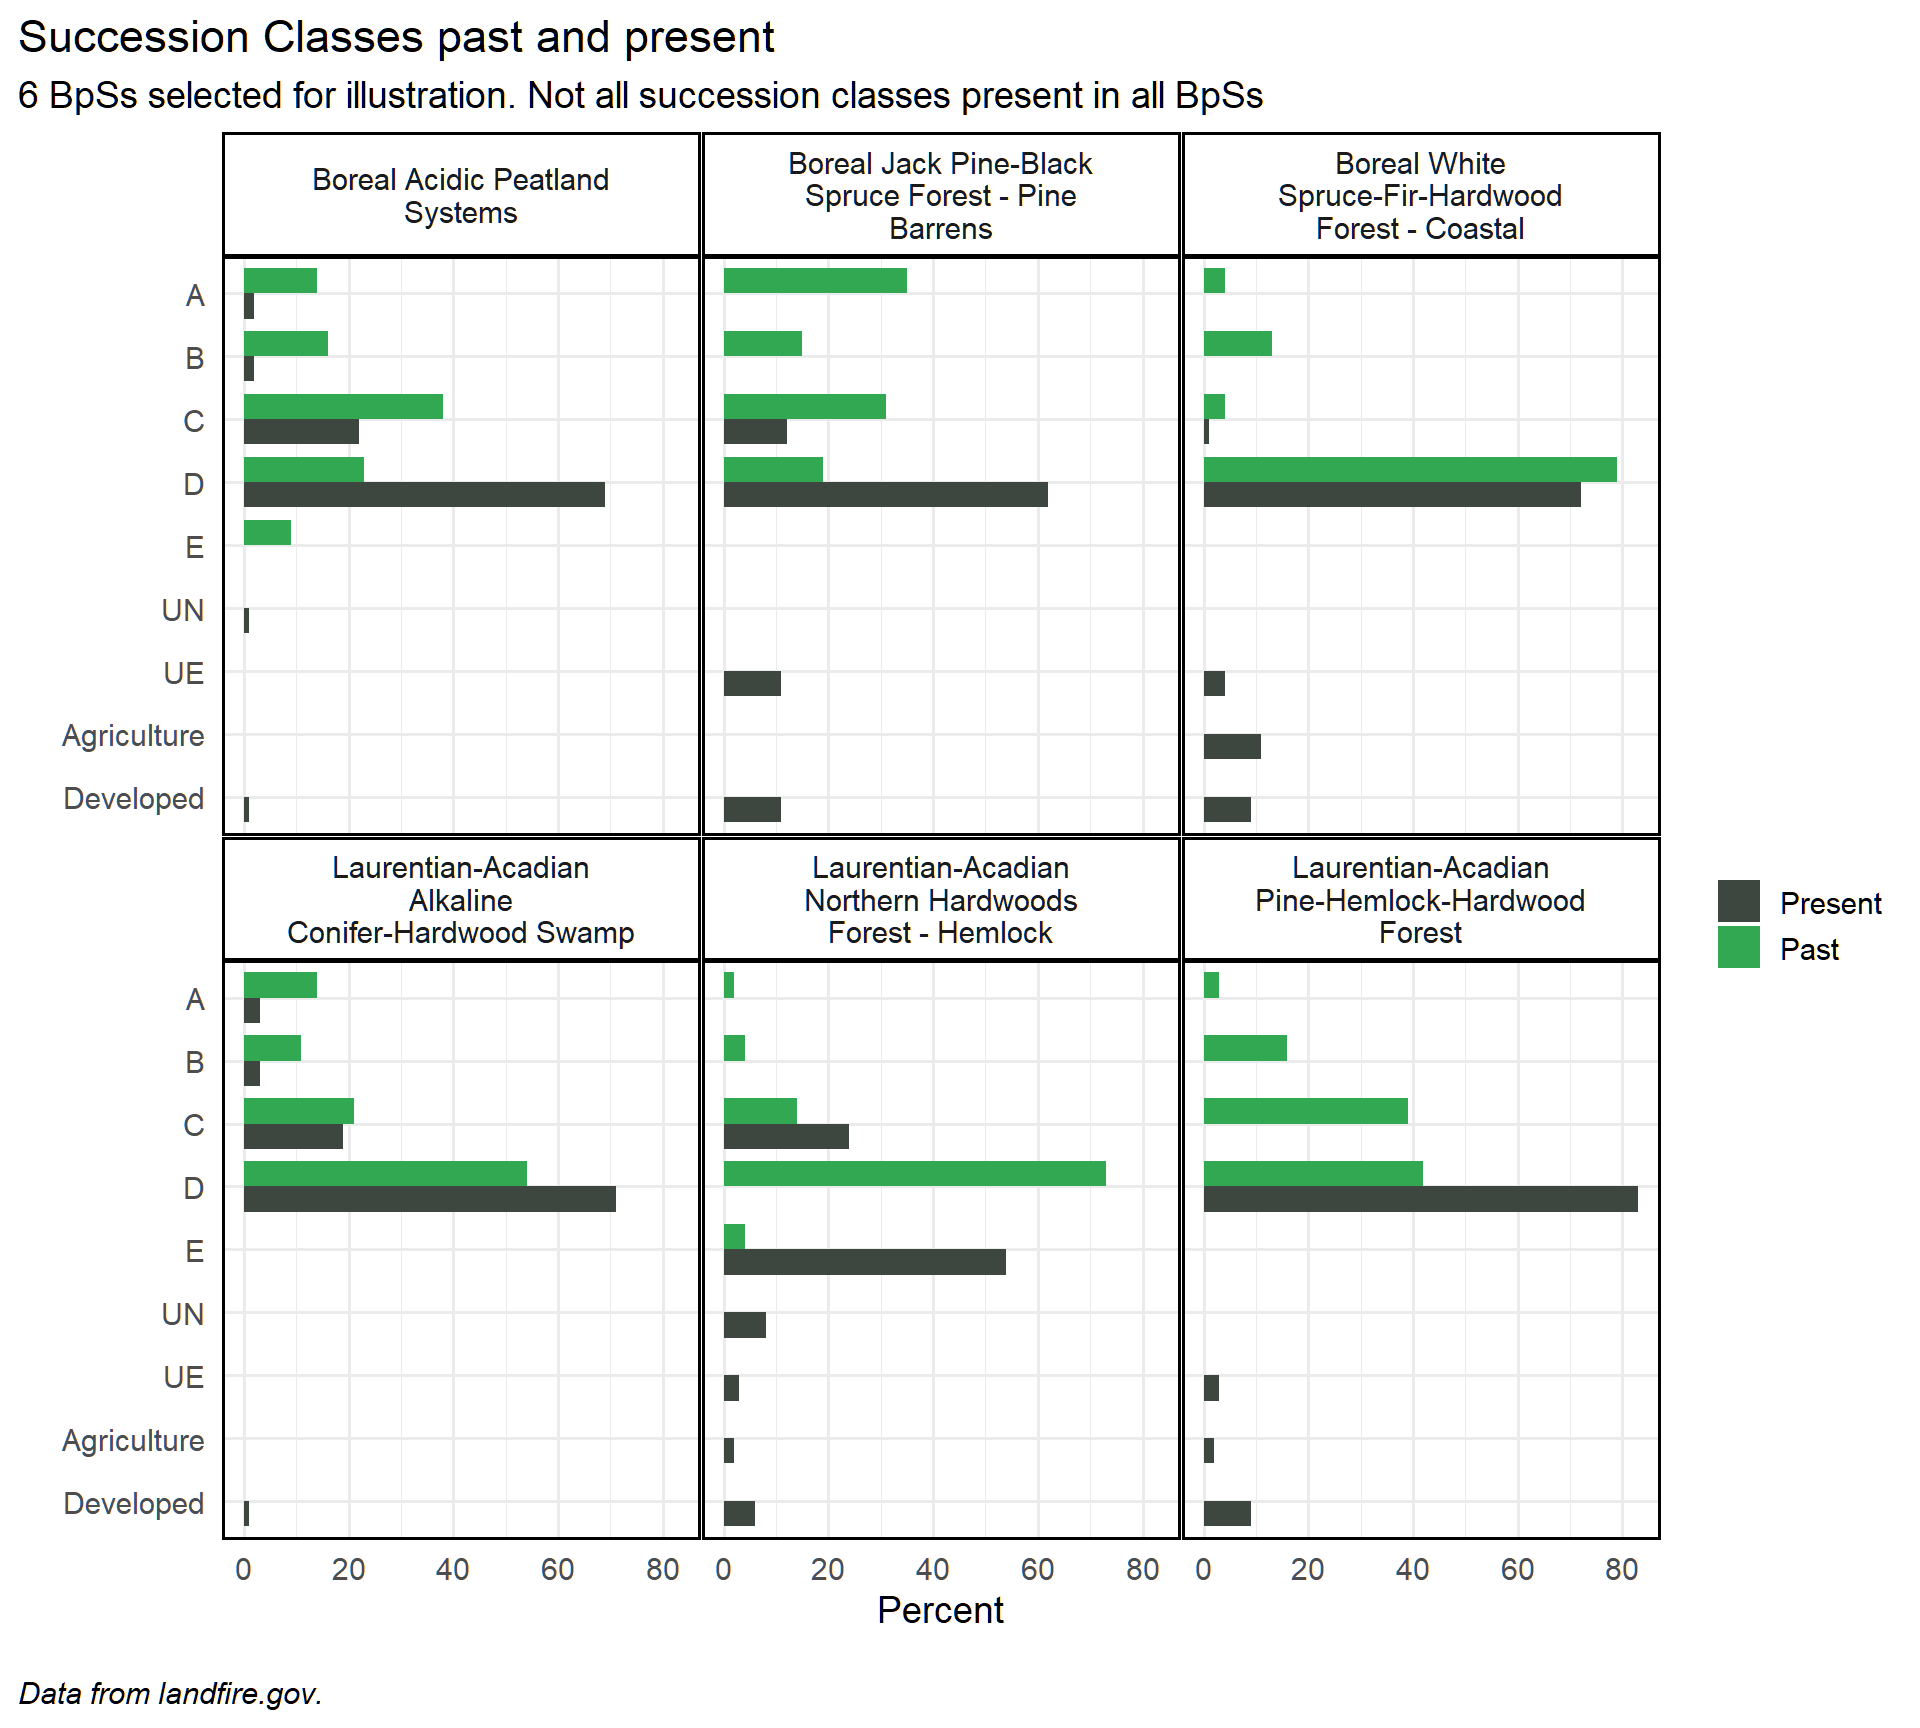 Succession Classes past and present
6 BpSs selected for illustration. Not all succession classes present in all BpSs
Boreal Acidic Peatland
Systems
Boreal Jack Pine-Black
Spruce Forest - Pine
Barrens
Boreal White
Spruce-Fir-Hardwood
Forest - Coastal
A
B
C
D
E
UN
UE
Agriculture
Developed
Laurentian-Acadian
Alkaline
Conifer-Hardwood Swamp
Laurentian-Acadian
Northern Hardwoods
Forest - Hemlock
Laurentian-Acadian
Pine-Hemlock-Hardwood
Forest
A
B
C
D
E
UN
UE
Agriculture
Developed
0 20 40 60 80 0 20 40 60 80 0 20 40 60 80
Percent
Present
Past
Data from landfire.gov.